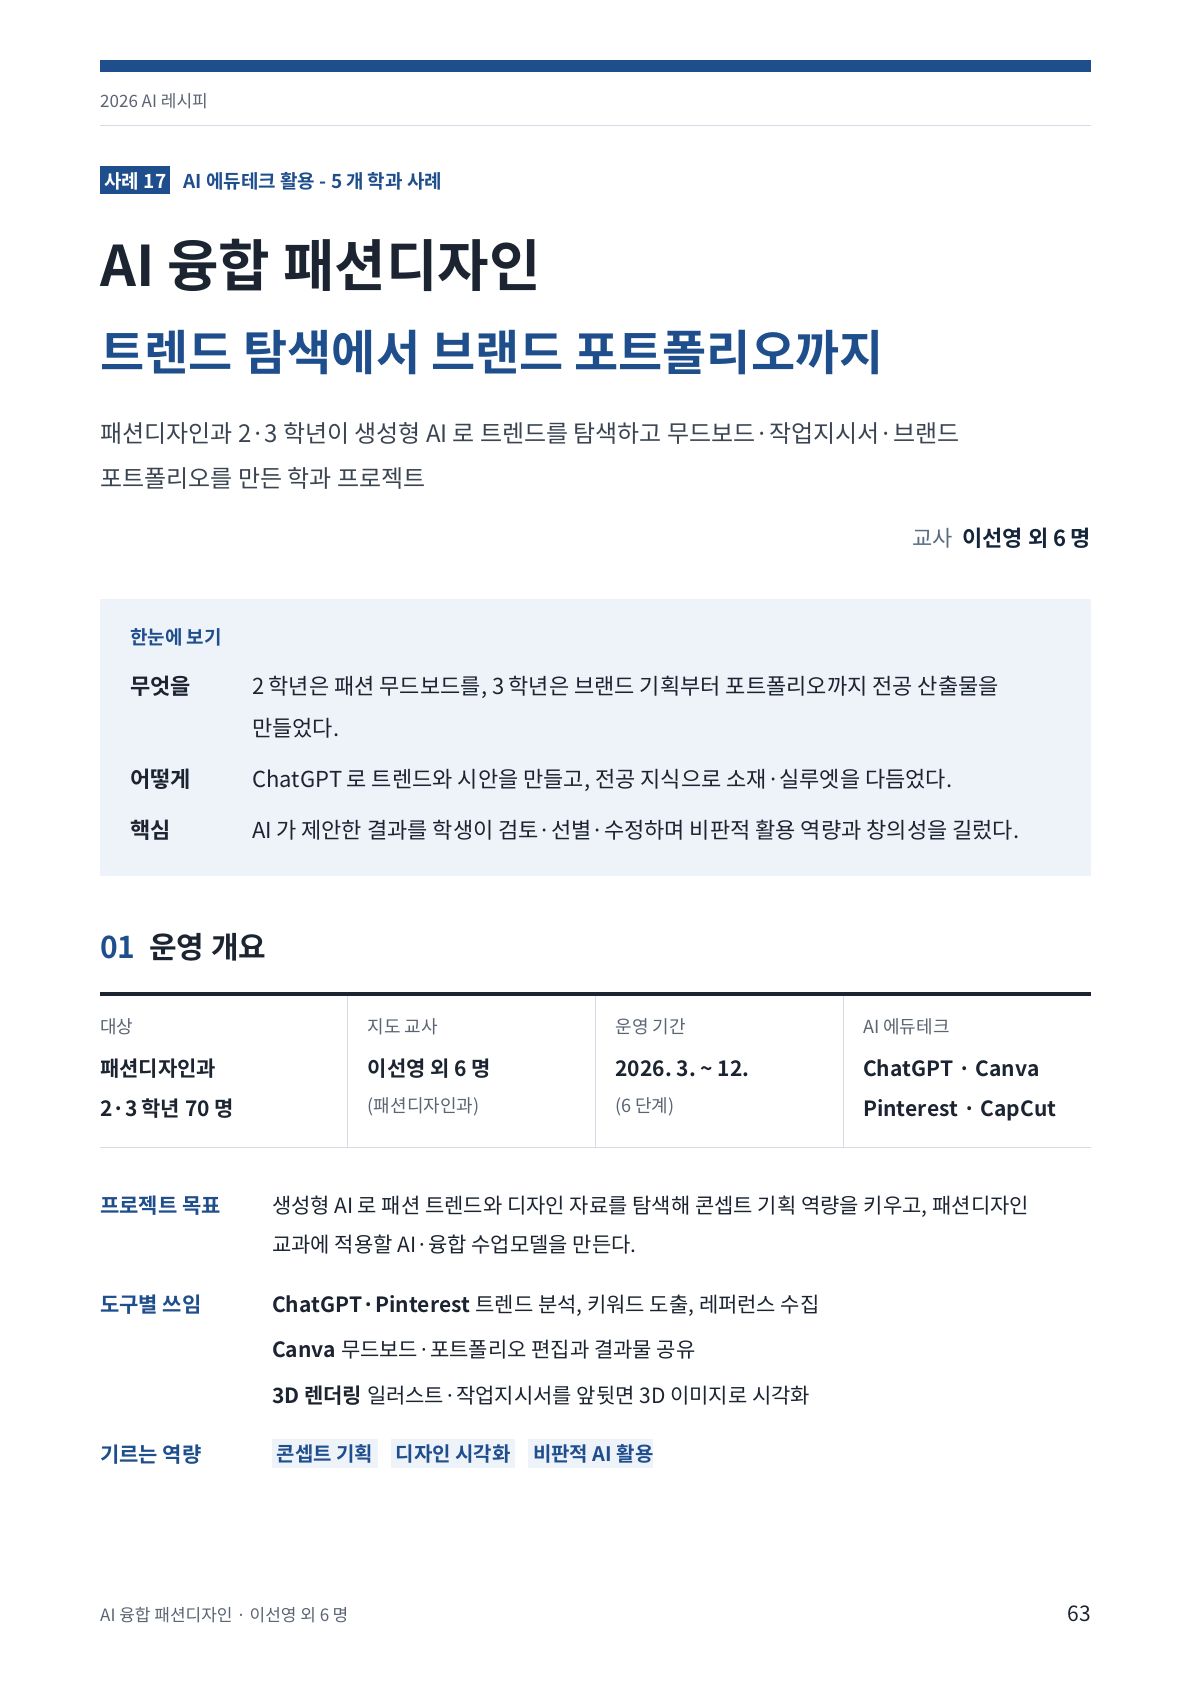 2026 AI 레시피
사례 17 AI 에듀테크 활용 - 5 개 학과 사례
AI 융합 패션디자인
트렌드 탐색에서 브랜드 포트폴리오까지
패션디자인과 2·3 학년이 생성형 AI 로 트렌드를 탐색하고 무드보드·작업지시서·브랜드
포트폴리오를 만든 학과 프로젝트
교사 이선영 외 6 명
한눈에 보기
무엇을 2 학년은 패션 무드보드를, 3 학년은 브랜드 기획부터 포트폴리오까지 전공 산출물을
만들었다.
어떻게 ChatGPT 로 트렌드와 시안을 만들고, 전공 지식으로 소재·실루엣을 다듬었다.
핵심 AI 가 제안한 결과를 학생이 검토·선별·수정하며 비판적 활용 역량과 창의성을 길렀다.
01 운영 개요
대상 지도 교사 운영 기간 AI 에듀테크
패션디자인과 이선영 외 6 명 2026. 3. ~ 12. ChatGPT · Canva
2·3 학년 70 명 (패션디자인과) (6 단계) Pinterest · CapCut
프로젝트 목표 생성형 AI 로 패션 트렌드와 디자인 자료를 탐색해 콘셉트 기획 역량을 키우고, 패션디자인
교과에 적용할 AI·융합 수업모델을 만든다.
도구별 쓰임 ChatGPT·Pinterest 트렌드 분석, 키워드 도출, 레퍼런스 수집
Canva 무드보드·포트폴리오 편집과 결과물 공유
3D 렌더링 일러스트·작업지시서를 앞뒷면 3D 이미지로 시각화
기르는 역량 콘셉트 기획 디자인 시각화 비판적 AI 활용
AI 융합 패션디자인 · 이선영 외 6 명 63